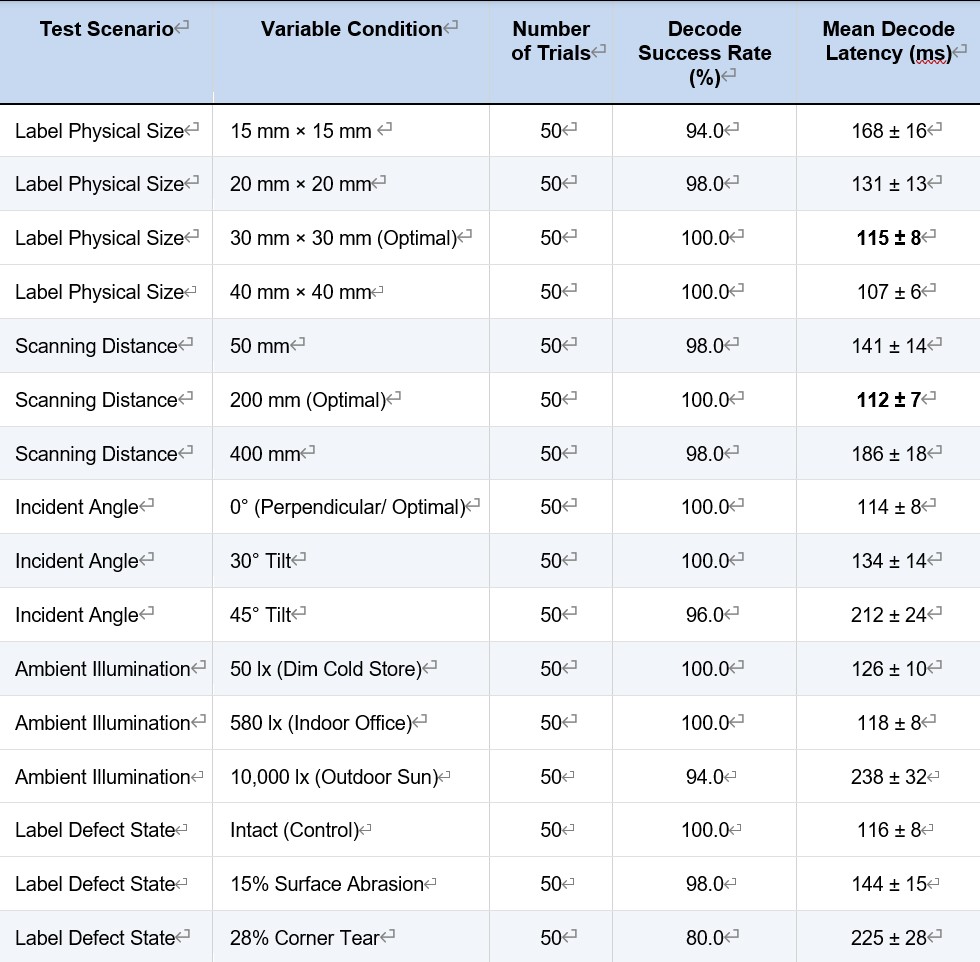 Test Scenario Variable Condition Number of Trials Decode Success Rate (%) Mean Decode Latency (ms)
Label Physical Size 15 mm × 15 mm 50 94.0 168 ± 16
Label Physical Size 20 mm × 20 mm 50 98.0 131 ± 13
Label Physical Size 30 mm × 30 mm (Optimal) 50 100.0 115 ± 8
Label Physical Size 40 mm × 40 mm 50 100.0 107 ± 6
Scanning Distance 50 mm 50 98.0 141 ± 14
Scanning Distance 200 mm (Optimal) 50 100.0 112 ± 7
Scanning Distance 400 mm 50 98.0 186 ± 18
Incident Angle 0° (Perpendicular/ Optimal) 50 100.0 114 ± 8
Incident Angle 30° Tilt 50 100.0 134 ± 14
Incident Angle 45° Tilt 50 96.0 212 ± 24
Ambient Illumination 50 lx (Dim Cold Store) 50 100.0 126 ± 10
Ambient Illumination 580 lx (Indoor Office) 50 100.0 118 ± 8
Ambient Illumination 10,000 lx (Outdoor Sun) 50 94.0 238 ± 32
Label Defect State Intact (Control) 50 100.0 116 ± 8
Label Defect State 15% Surface Abrasion 50 98.0 144 ± 15
Label Defect State 28% Corner Tear 50 80.0 225 ± 28